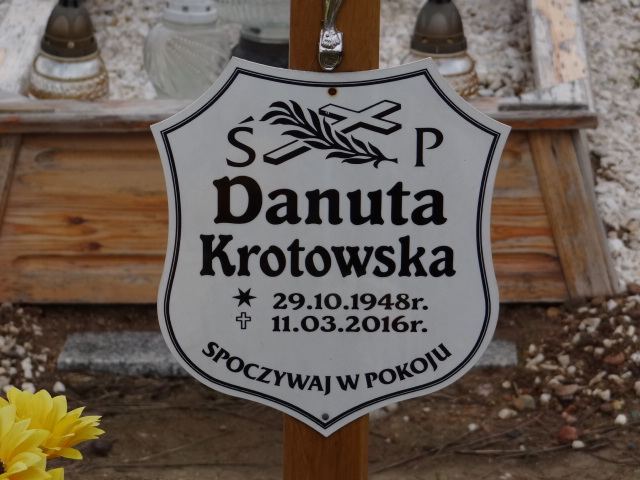 Ś P
Danuta
Krotowska
29.10.1948r.
11.03.2016r.
SPOCZYWAJ W POKOJU